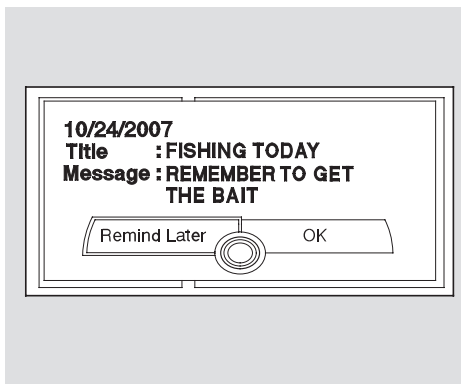 10/24/2007
Title : FISHING TODAY
Message : REMEMBER TO GET
THE BAIT
Remind Later OK